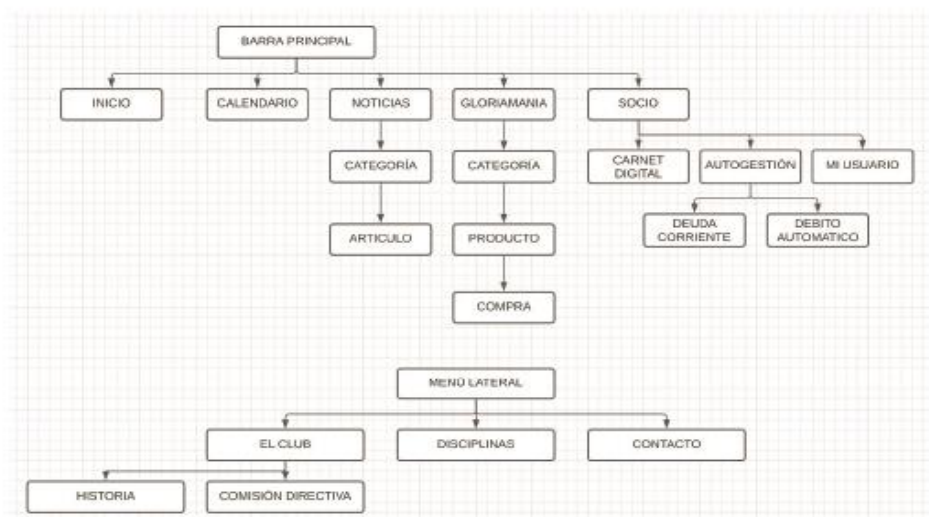 BARRA PRINCIPAL
INICIO
CALENDARIO
NOTICIAS
GLORIAMANIA
SOCIO
CATEGORÍA
CATEGORÍA
CARNET
DIGITAL
AUTOGESTIÓN
MI USUARIO
ARTICULO
PRODUCTO
DEUDA
CORRIENTE
DEBITO
AUTOMATICO
COMPRA
MENÚ LATERAL
EL CLUB
DISCIPLINAS
CONTACTO
HISTORIA
COMISIÓN DIRECTIVA